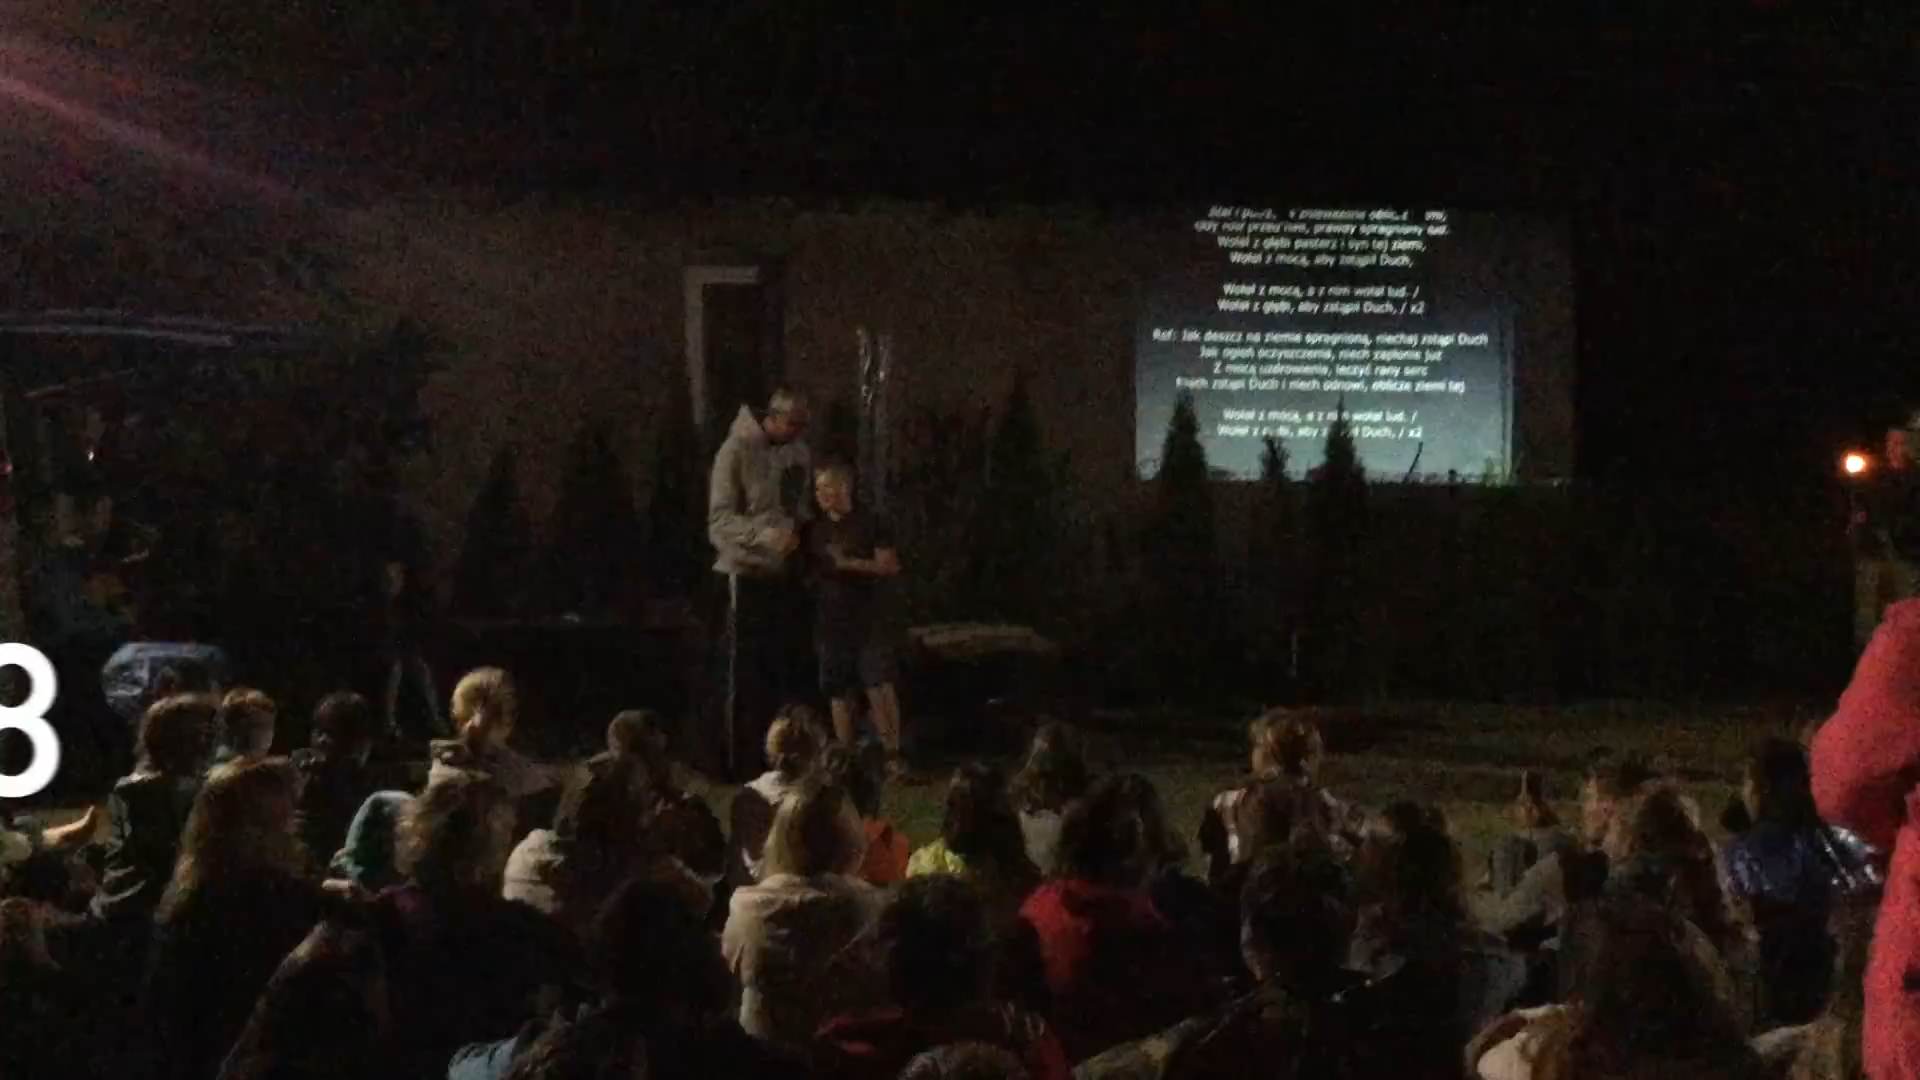 8
Wołał z głębi pasterz i syn tej ziemi,
Wołał z mocą, aby zstąpił Duch,
Wołał z mocą, a z nim wołał lud. /
Wołał z głębi, aby zstąpił Duch, / x2
Ref: Jak deszcz na ziemię spragnioną, niechaj zstąpi Duch
Jak ogień oczyszczenia, niech zapłonie już
Z mocą uzdrowienia, leczyć rany serc
Niech zstąpi Duch i niech odnowi, oblicze ziemi tej
Wołał z mocą, a z nim wołał lud. /
Wołał z aby Duch, / x2